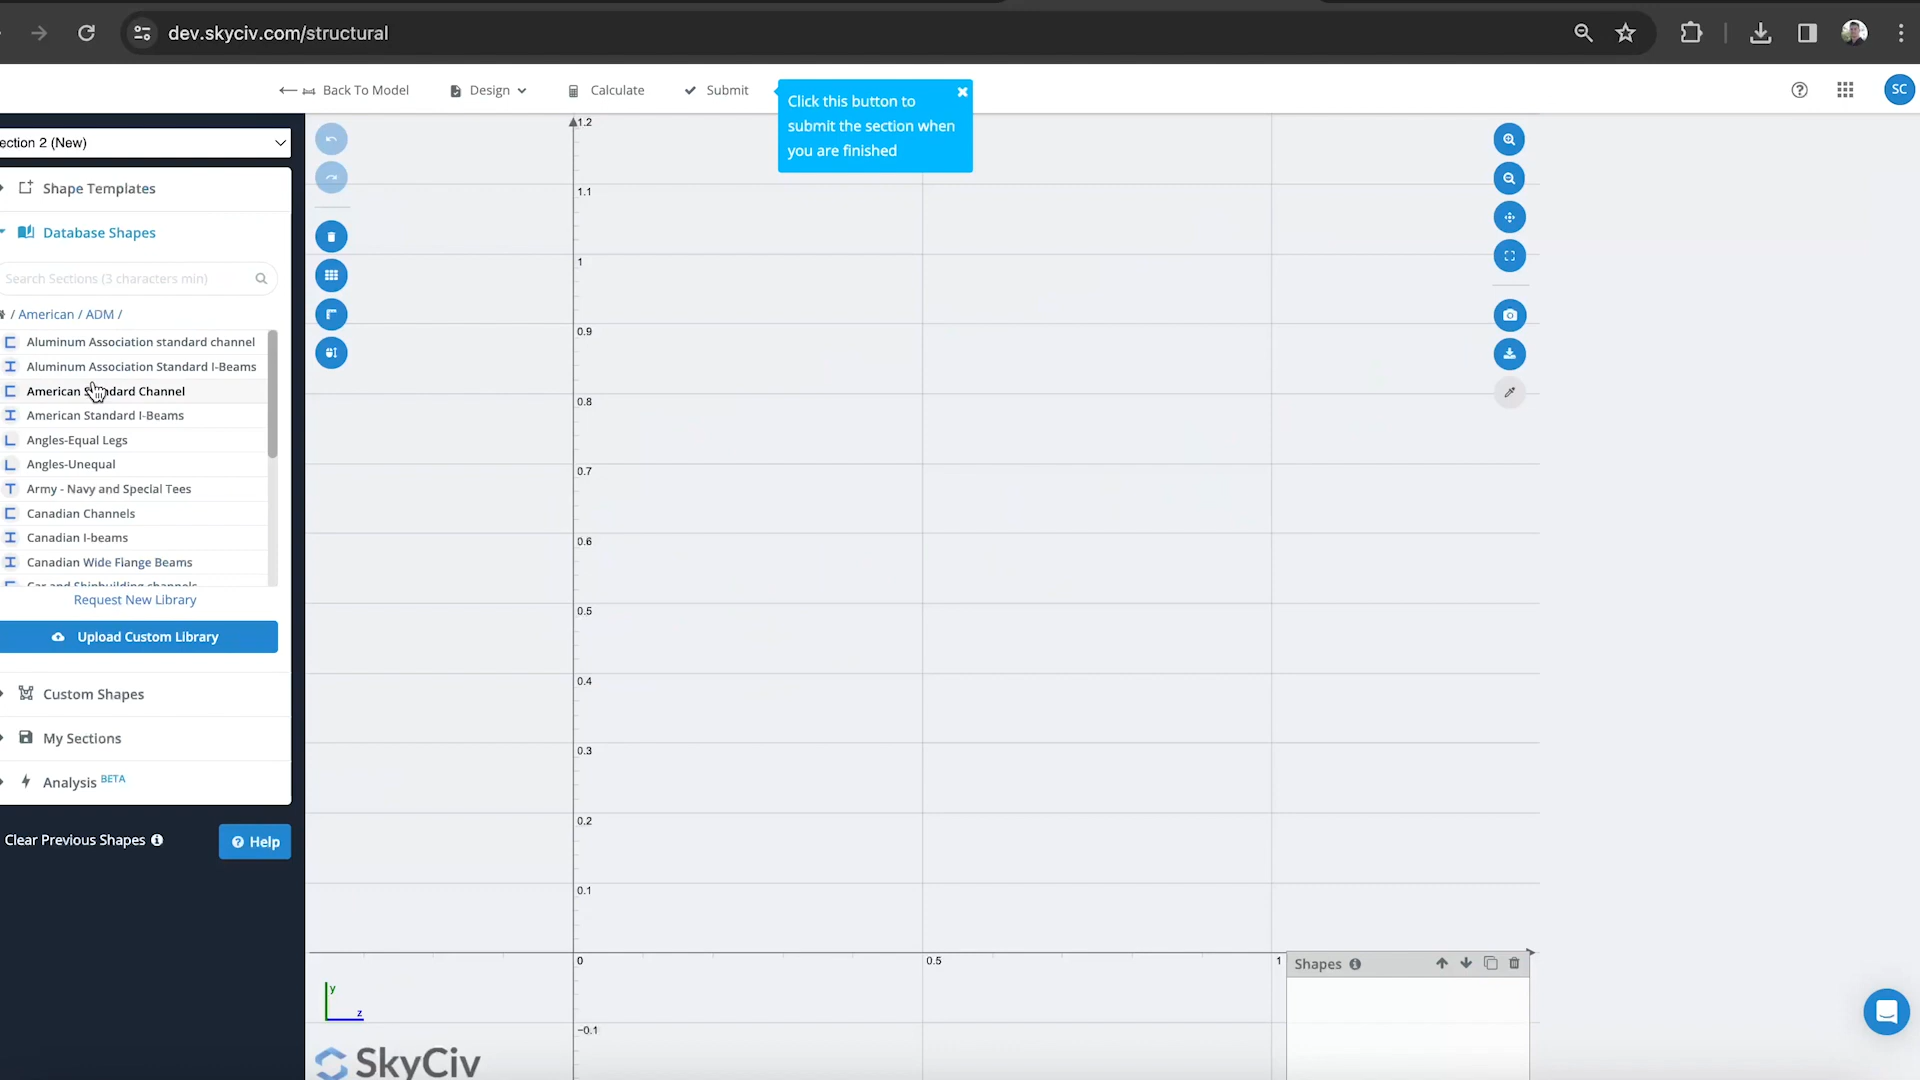 dev.skyciv.com/structural
Back To Model
Design
Calculate
Submit
Click this button to
submit the section when
you are finished
SC
ection 2 (New)
Shape Templates
Database Shapes
Search Sections (3 characters min)
/ American / ADM /
Aluminum Association standard channel
Aluminum Association Standard I-Beams
American Standard Channel
American Standard I-Beams
Angles-Equal Legs
Angles-Unequal
Army - Navy and Special Tees
Canadian Channels
Canadian I-beams
Canadian Wide Flange Beams
Car and Shipbuilding channels
Request New Library
Upload Custom Library
Custom Shapes
My Sections
Analysis BETA
Clear Previous Shapes
Help
1.2
1.1
1
0.9
0.8
0.7
0.6
0.5
0.4
0.3
0.2
0.1
0
0.5
1
-0.1
y
z
Shapes
SkyCiv